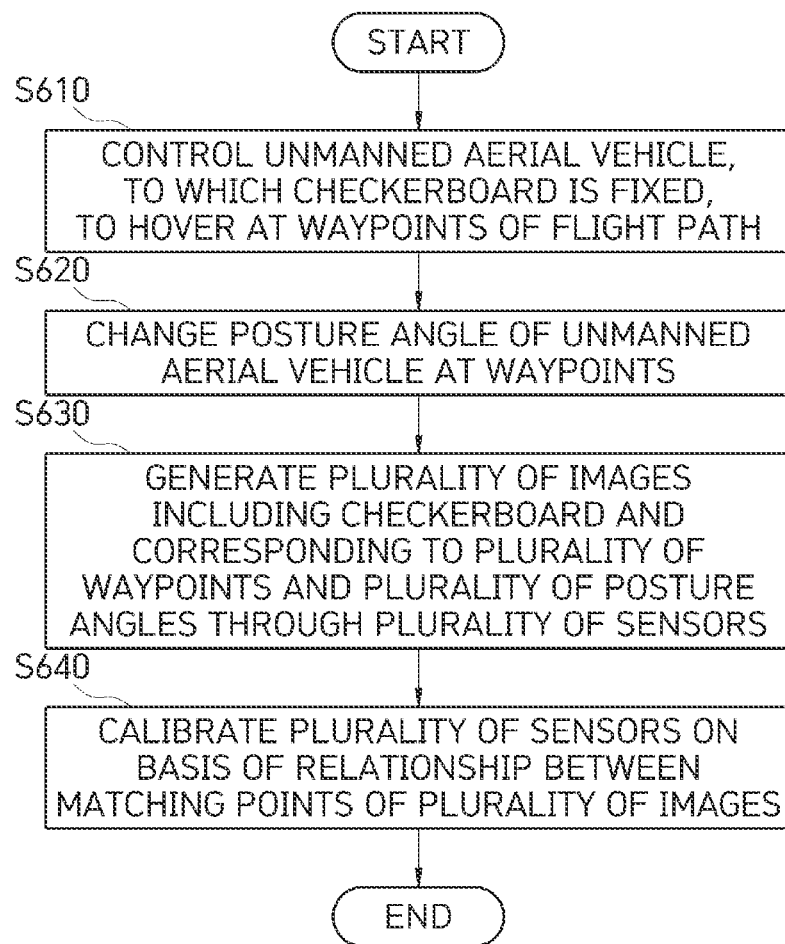 START
S610
CONTROL UNMANNED AERIAL VEHICLE,
TO WHICH CHECKERBOARD IS FIXED,
TO HOVER AT WAYPOINTS OF FLIGHT PATH
S620
CHANGE POSTURE ANGLE OF UNMANNED
AERIAL VEHICLE AT WAYPOINTS
S630
GENERATE PLURALITY OF IMAGES
INCLUDING CHECKERBOARD AND
CORRESPONDING TO PLURALITY OF
WAYPOINTS AND PLURALITY OF POSTURE
ANGLES THROUGH PLURALITY OF SENSORS
S640
CALIBRATE PLURALITY OF SENSORS ON
BASIS OF RELATIONSHIP BETWEEN
MATCHING POINTS OF PLURALITY OF IMAGES
END